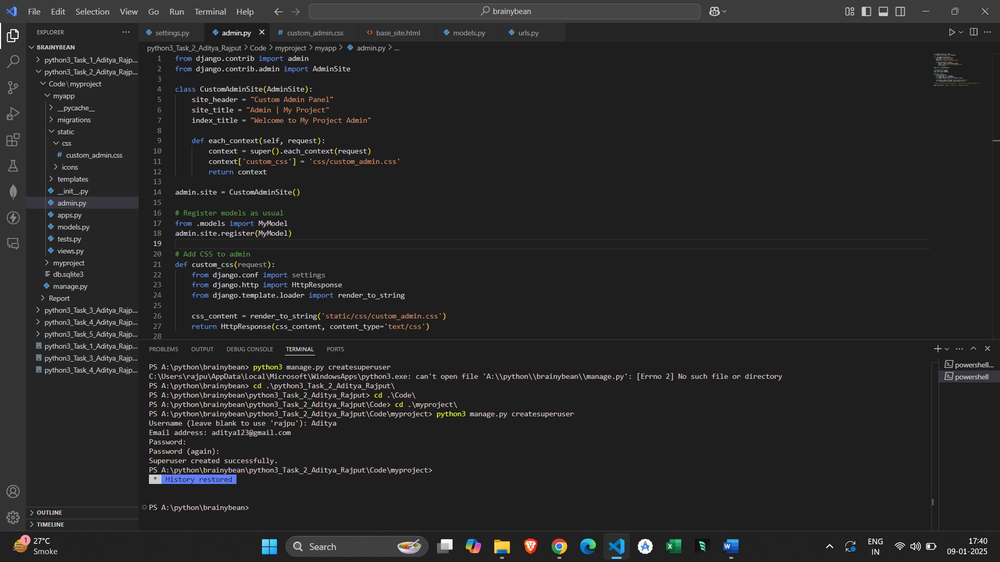 File Edit Selection View Go Run Terminal Help
brainybean
EXPLORER
settings.py admin.py custom_admin.css base_site.html models.py urls.py
BRAINYBEAN
python3_Task_1_Aditya_Rajp...
python3_Task_2_Aditya_Rajp...
Code\myproject
myapp
__pycache__
migrations
static
css
# custom_admin.css
icons
templates
__init__.py
admin.py
apps.py
models.py
tests.py
views.py
myproject
db.sqlite3
manage.py
Report
python3_Task_3_Aditya_Rajp...
python3_Task_4_Aditya_Rajp...
python3_Task_5_Aditya_Rajp...
python3_Task_1_Aditya_Rajp...
python3_Task_3_Aditya_Rajp...
python3_Task_4_Aditya_Rajp...
OUTLINE
TIMELINE
python3_Task_2_Aditya_Rajput > Code > myproject > myapp > admin.py > ...
1 from django.contrib import admin
2 from django.contrib.admin import AdminSite
3
4 class CustomAdminSite(AdminSite):
5 site_header = "Custom Admin Panel"
6 site_title = "Admin | My Project"
7 index_title = "Welcome to My Project Admin"
8
9 def each_context(self, request):
10 context = super().each_context(request)
11 context['custom_css'] = 'css/custom_admin.css'
12 return context
13
14 admin.site = CustomAdminSite()
15
16 # Register models as usual
17 from .models import MyModel
18 admin.site.register(MyModel)
19
20 # Add CSS to admin
21 def custom_css(request):
22 from django.conf import settings
23 from django.http import HttpResponse
24 from django.template.loader import render_to_string
25
26 css_content = render_to_string('static/css/custom_admin.css')
27 return HttpResponse(css_content, content_type='text/css')
28
PROBLEMS OUTPUT DEBUG CONSOLE TERMINAL PORTS
PS A:\python\brainybean> python3 manage.py createsuperuser
C:\Users\rajpu\AppData\Local\Microsoft\WindowsApps\python3.exe: can't open file 'A:\\python\\brainybean\\manage.py': [Errno 2] No such file or directory
PS A:\python\brainybean> cd .\python3_Task_2_Aditya_Rajput\
PS A:\python\brainybean\python3_Task_2_Aditya_Rajput> cd .\Code\
PS A:\python\brainybean\python3_Task_2_Aditya_Rajput\Code> cd .\myproject\
PS A:\python\brainybean\python3_Task_2_Aditya_Rajput\Code\myproject> python3 manage.py createsuperuser
Username (leave blank to use 'rajpu'): Aditya
Email address: aditya123@gmail.com
Password:
Password (again):
Superuser created successfully.
PS A:\python\brainybean\python3_Task_2_Aditya_Rajput\Code\myproject>
* History restored
PS A:\python\brainybean>
powershell...
powershell
1
27°C
Smoke
Search
ENG
IN
17:40
09-01-2025